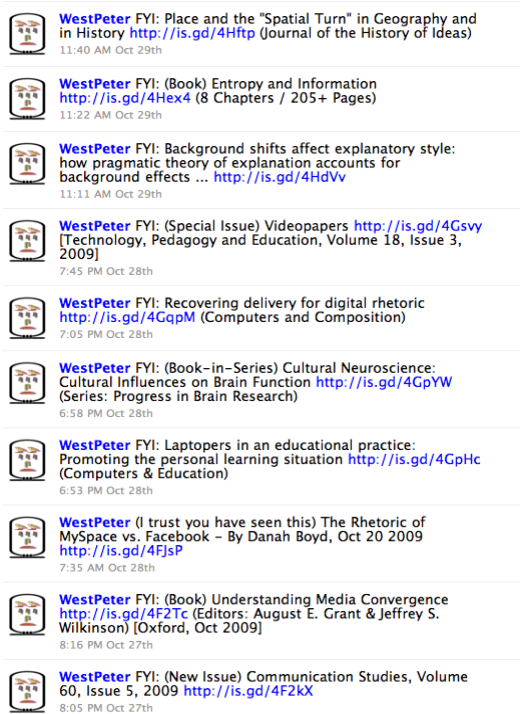 WestPeter FYI: Place and the "Spatial Turn" in Geography and
in History http://is.gd/4Hftp (Journal of the History of Ideas)
11:40 AM Oct 29th
WestPeter FYI: (Book) Entropy and Information
http://is.gd/4Hex4 (8 Chapters / 205+ Pages)
11:22 AM Oct 29th
WestPeter FYI: Background shifts affect explanatory style:
how pragmatic theory of explanation accounts for
background effects ... http://is.gd/4HdVv
11:11 AM Oct 29th
WestPeter FYI: (Special Issue) Videopapers http://is.gd/4Gsvy
[Technology, Pedagogy and Education, Volume 18, Issue 3,
2009]
7:45 PM Oct 28th
WestPeter FYI: Recovering delivery for digital rhetoric
http://is.gd/4GqpM (Computers and Composition)
7:05 PM Oct 28th
WestPeter FYI: (Book-in-Series) Cultural Neuroscience:
Cultural Influences on Brain Function http://is.gd/4GpYW
(Series: Progress in Brain Research)
6:58 PM Oct 28th
WestPeter FYI: Laptopers in an educational practice:
Promoting the personal learning situation http://is.gd/4GpHc
(Computers & Education)
6:53 PM Oct 28th
WestPeter (I trust you have seen this) The Rhetoric of
MySpace vs. Facebook - By Danah Boyd, Oct 20 2009
http://is.gd/4FJsP
7:35 AM Oct 28th
WestPeter FYI: (Book) Understanding Media Convergence
http://is.gd/4F2Tc (Editors: August E. Grant & Jeffrey S.
Wilkinson) [Oxford, Oct 2009]
8:16 PM Oct 27th
WestPeter FYI: (New Issue) Communication Studies, Volume
60, Issue 5, 2009 http://is.gd/4F2kX
8:05 PM Oct 27th